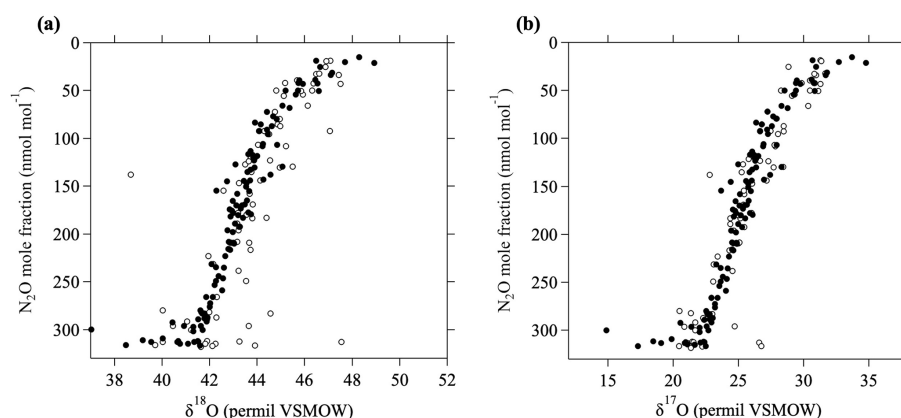 (a)
0
50
100
150
200
250
300
N₂O mole fraction (nmol mol⁻¹)
38 40 42 44 46 48 50 52
δ¹⁸O (permil VSMOW)
(b)
0
50
100
150
200
250
300
N₂O mole fraction (nmol mol⁻¹)
15 20 25 30 35
δ¹⁷O (permil VSMOW)